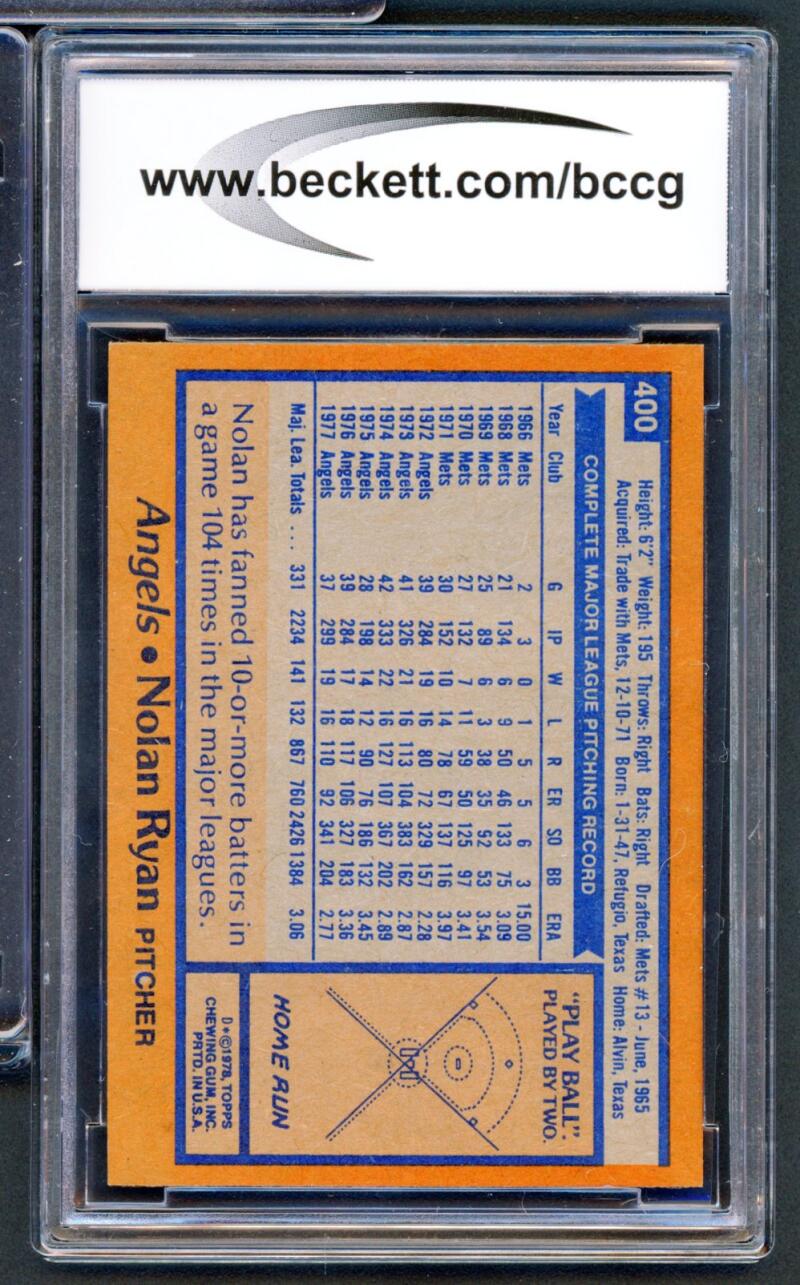 www.beckett.com/bccg
400
Height: 6'2" Weight: 195 Throws: Right Bats: Right Drafted: Mets #13 - June, 1965
Acquired: Trade with Mets, 12-10-71 Born: 1-31-47, Refugio, Texas Home: Alvin, Texas
COMPLETE MAJOR LEAGUE PITCHING RECORD
Year Club G IP W L R ER SO BB ERA
1966 Mets 2 3 0 1 5 5 6 3 15.00
1968 Mets 21 134 6 9 50 46 133 75 3.09
1969 Mets 25 89 6 3 38 35 92 53 3.54
1970 Mets 27 132 7 11 59 50 125 97 3.41
1971 Mets 30 152 10 14 78 67 137 116 3.97
1972 Angels 39 284 19 16 80 72 329 157 2.28
1973 Angels 41 326 21 16 113 104 383 162 2.87
1974 Angels 42 333 22 16 127 107 367 202 2.89
1975 Angels 28 198 14 12 90 76 186 132 3.45
1976 Angels 39 284 17 18 117 106 327 183 3.36
1977 Angels 37 299 19 16 110 92 341 204 2.77
Maj. Lea. Totals ... 331 2234 141 132 867 760 2426 1384 3.06
Nolan has fanned 10-or-more batters in
a game 104 times in the major leagues.
"PLAY BALL".
PLAYED BY TWO.
HOME RUN
D*©1978 TOPPS
CHEWING GUM, INC.
PRTD. IN U.S.A.
Angels • Nolan Ryan PITCHER